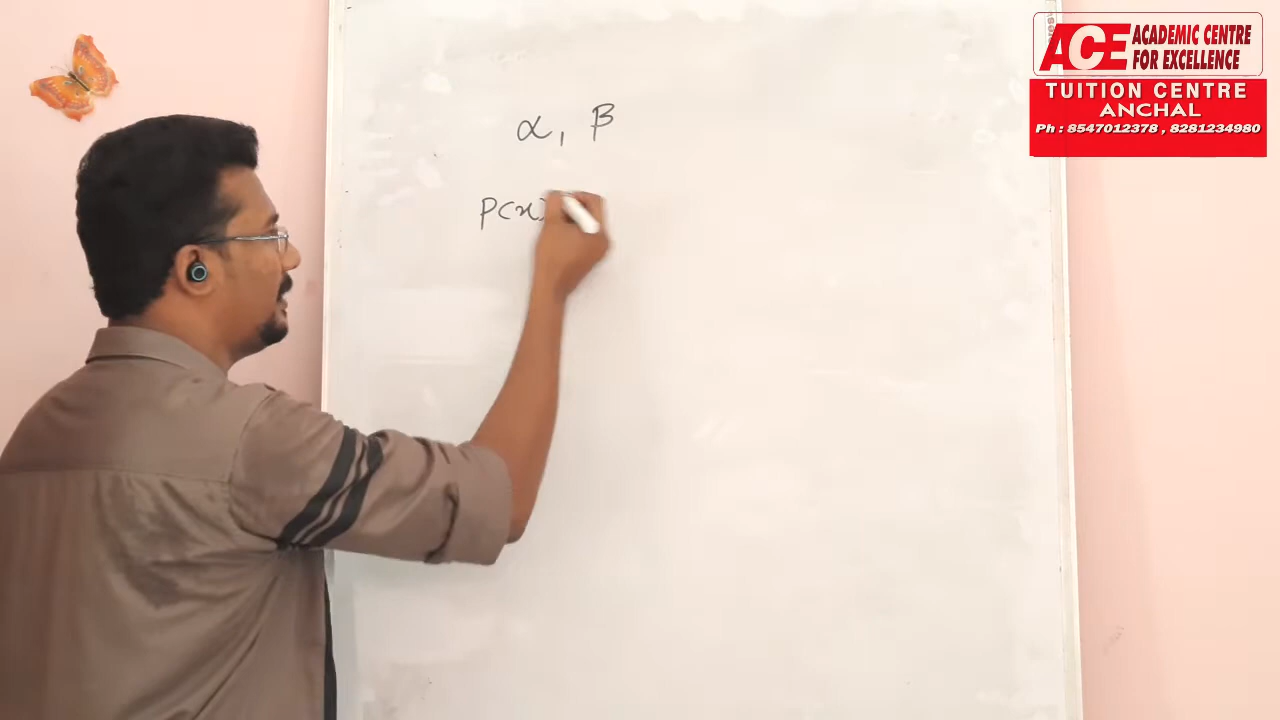 ACE ACADEMIC CENTRE
FOR EXCELLENCE
TUITION CENTRE
ANCHAL
Ph : 8547012378 , 8281234980
α, β
P(x)